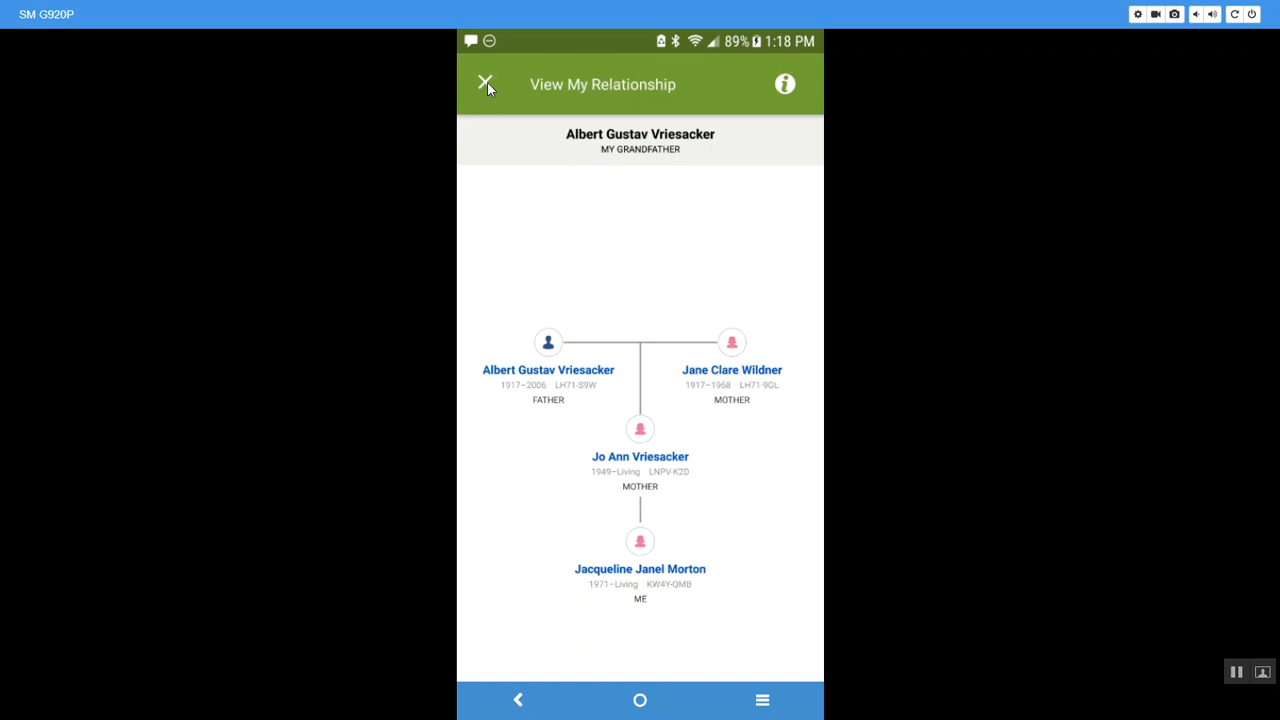 SM G920P
89% 1:18 PM
View My Relationship
Albert Gustav Vriesacker
MY GRANDFATHER
Albert Gustav Vriesacker
1917–2006 LH71-S9W
FATHER
Jane Clare Wildner
1917–1968 LH71-9GL
MOTHER
Jo Ann Vriesacker
1949–Living LNPV-K2D
MOTHER
Jacqueline Janel Morton
1971–Living KW4Y-QMB
ME